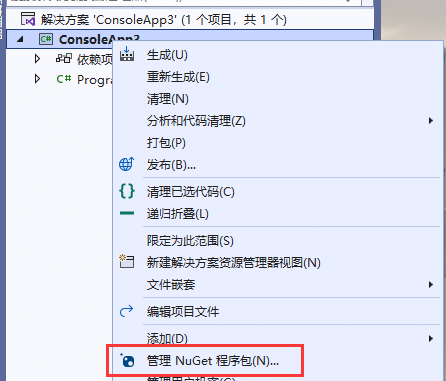 解决方案 'ConsoleApp3' (1 个项目，共 1 个)
ConsoleApp3
依赖项
Progra
生成(U)
重新生成(E)
清理(N)
分析和代码清理(Z)
打包(P)
发布(B)...
清理已选代码(C)
递归折叠(L)
限定为此范围(S)
新建解决方案资源管理器视图(N)
文件嵌套
编辑项目文件
添加(D)
管理 NuGet 程序包(N)...